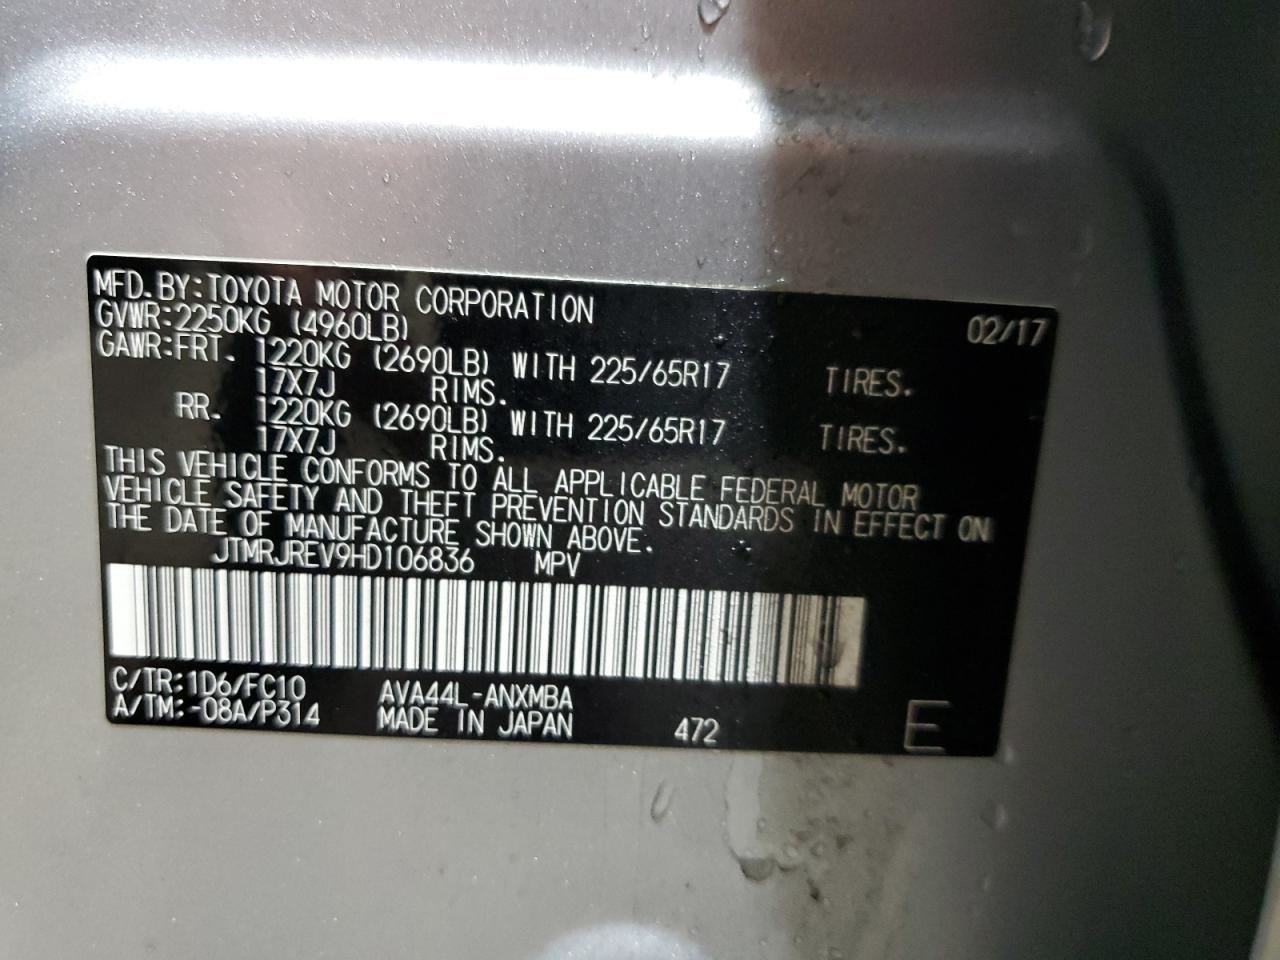 MFD.BY:TOYOTA MOTOR CORPORATION 02/17
GVWR:2250KG (4960LB)
GAWR:FRT. 1220KG (2690LB) WITH 225/65R17 TIRES.
17X7J RIMS.
RR. 1220KG (2690LB) WITH 225/65R17 TIRES.
17X7J RIMS.
THIS VEHICLE CONFORMS TO ALL APPLICABLE FEDERAL MOTOR
VEHICLE SAFETY AND THEFT PREVENTION STANDARDS IN EFFECT ON
THE DATE OF MANUFACTURE SHOWN ABOVE.
JTMRJREV9HD106836 MPV
C/TR:1D6/FC10 AVA44L-ANXMBA
A/TM:-08A/P314 MADE IN JAPAN 472 E